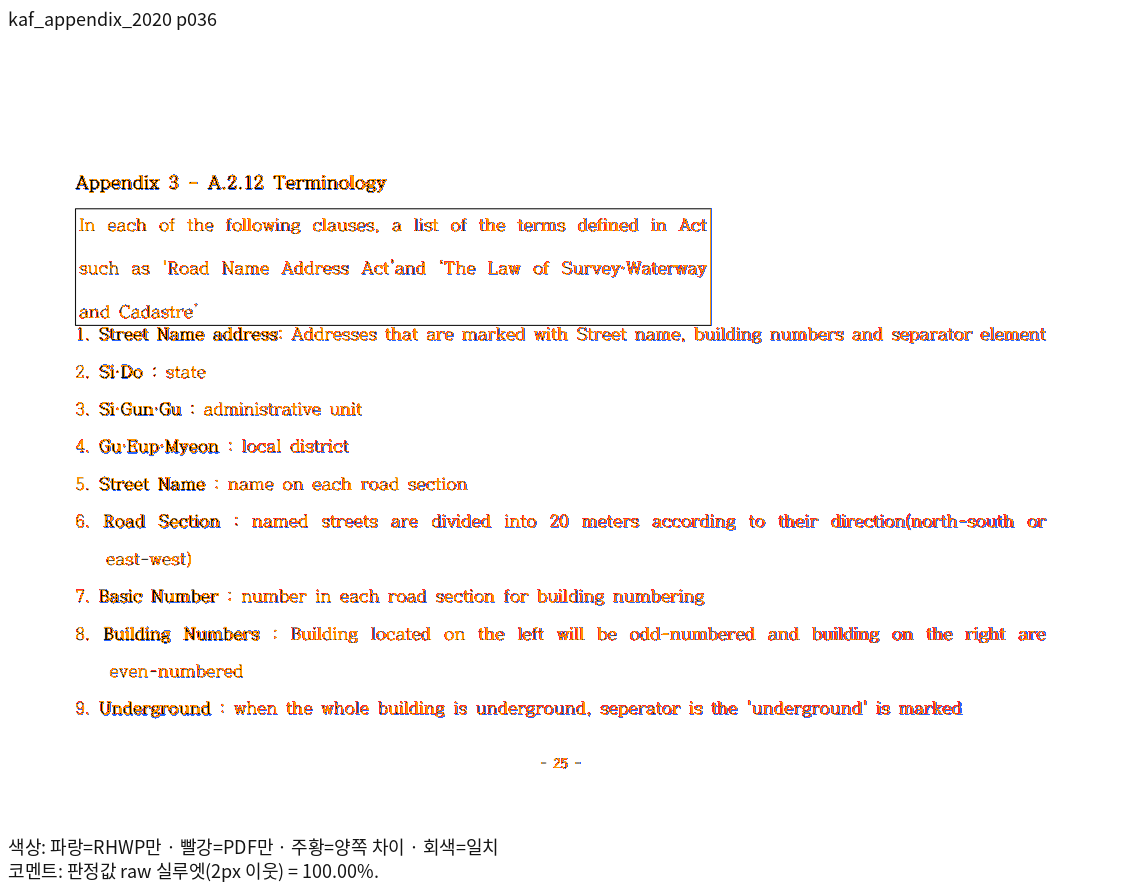 kaf_appendix_2020 p036
Appendix 3 - A.2.12 Terminology
In each of the following clauses, a list of the terms defined in Act
such as 'Road Name Address Act'and 'The Law of Survey·Waterway
and Cadastre'
1. Street Name address: Addresses that are marked with Street name, building numbers and separator element
2. Si·Do : state
3. Si·Gun·Gu : administrative unit
4. Gu·Eup·Myeon : local district
5. Street Name : name on each road section
6. Road Section : named streets are divided into 20 meters according to their direction(north-south or
east-west)
7. Basic Number : number in each road section for building numbering
8. Building Numbers : Building located on the left will be odd-numbered and building on the right are
even-numbered
9. Underground : when the whole building is underground, seperator is the 'underground' is marked
- 25 -
색상: 파랑=RHWP만 · 빨강=PDF만 · 주황=양쪽 차이 · 회색=일치
코멘트: 판정값 raw 실루엣(2px 이웃) = 100.00%.